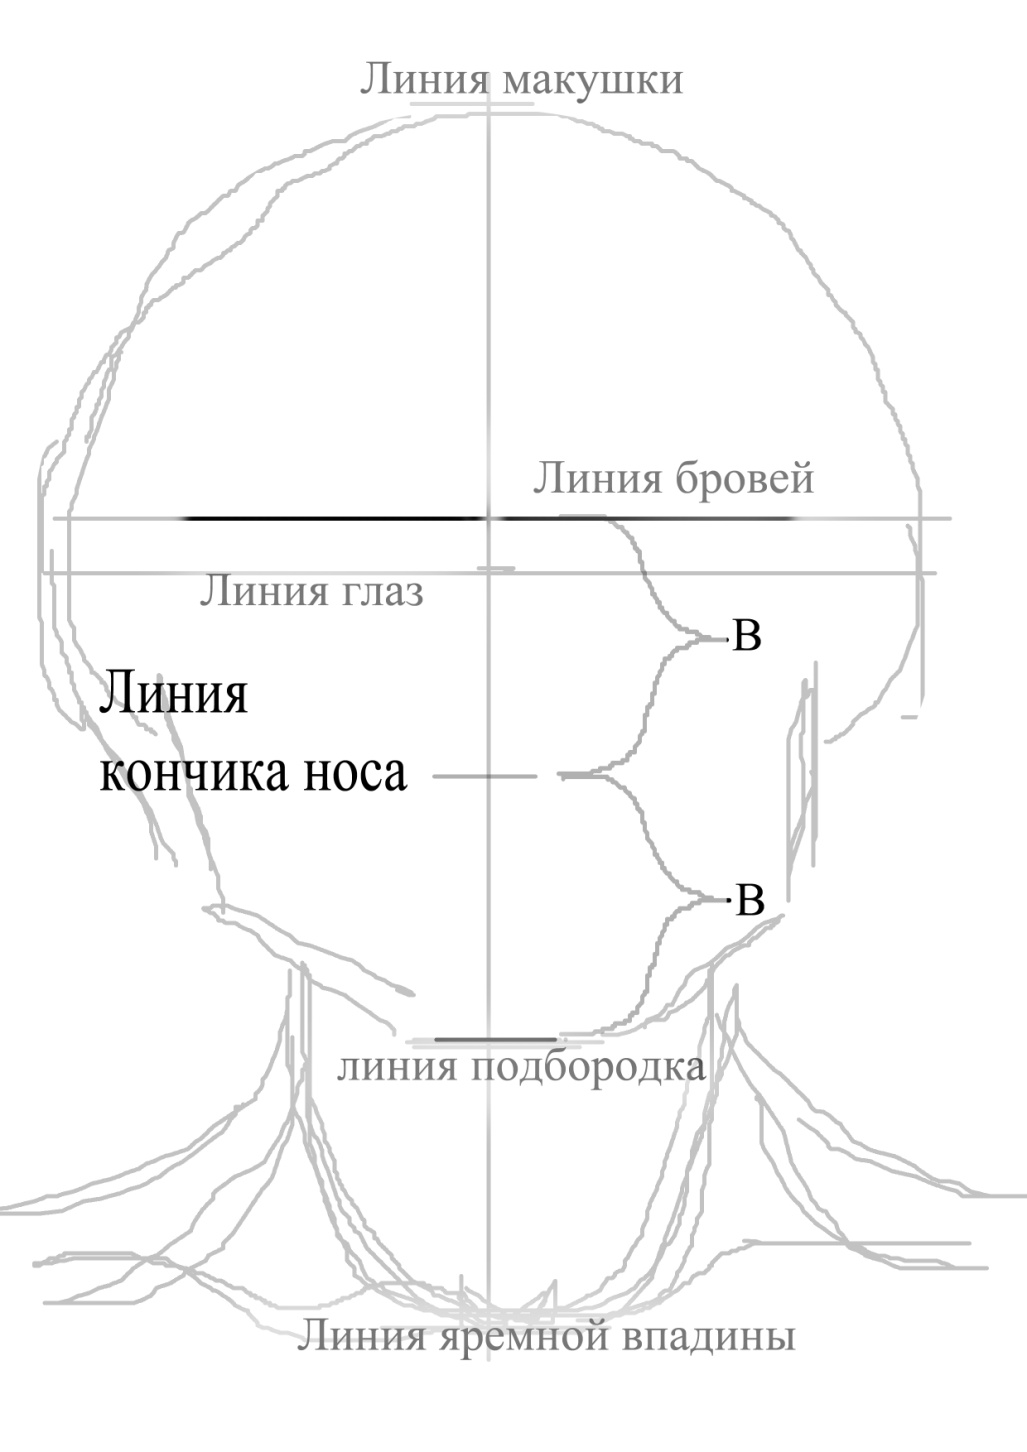 Линия макушки
Линия бровей
Линия глаз
В
Линия
кончика носа
В
линия подбородка
Линия яремной впадины